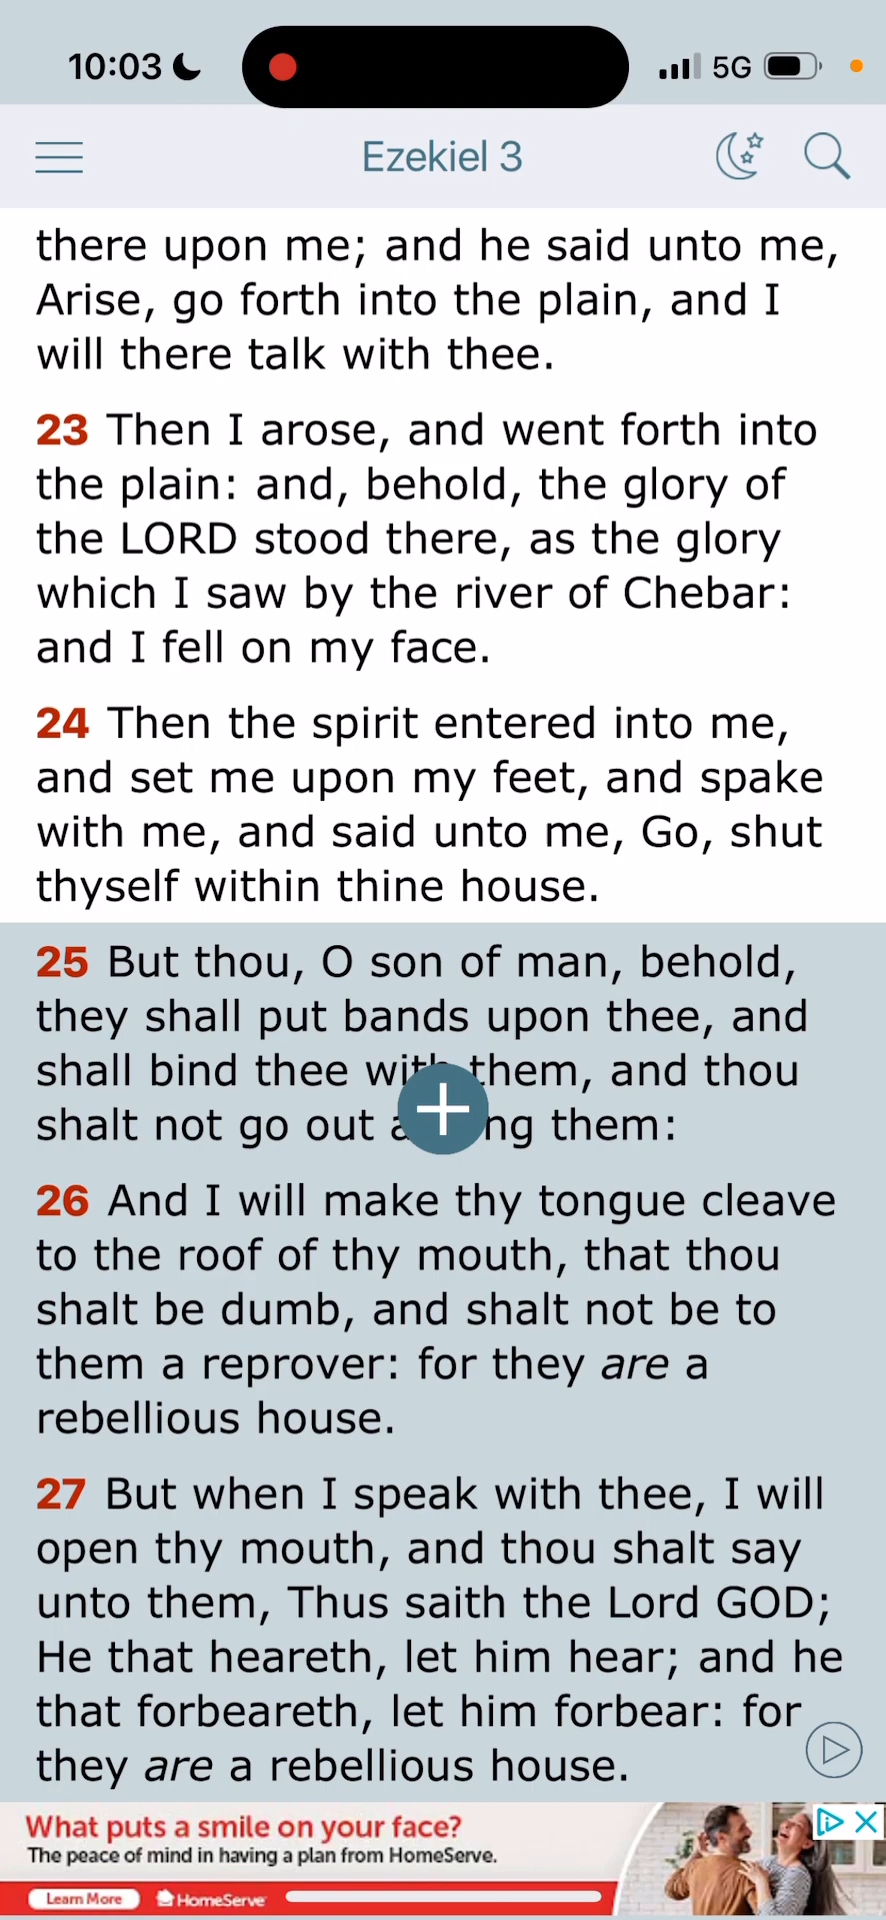 10:03
5G
Ezekiel 3
there upon me; and he said unto me,
Arise, go forth into the plain, and I
will there talk with thee.
23 Then I arose, and went forth into
the plain: and, behold, the glory of
the LORD stood there, as the glory
which I saw by the river of Chebar:
and I fell on my face.
24 Then the spirit entered into me,
and set me upon my feet, and spake
with me, and said unto me, Go, shut
thyself within thine house.
25 But thou, O son of man, behold,
they shall put bands upon thee, and
shall bind thee with them, and thou
shalt not go out among them:
26 And I will make thy tongue cleave
to the roof of thy mouth, that thou
shalt be dumb, and shalt not be to
them a reprover: for they are a
rebellious house.
27 But when I speak with thee, I will
open thy mouth, and thou shalt say
unto them, Thus saith the Lord GOD;
He that heareth, let him hear; and he
that forbeareth, let him forbear: for
they are a rebellious house.
What puts a smile on your face?
The peace of mind in having a plan from HomeServe.
Learn More HomeServe